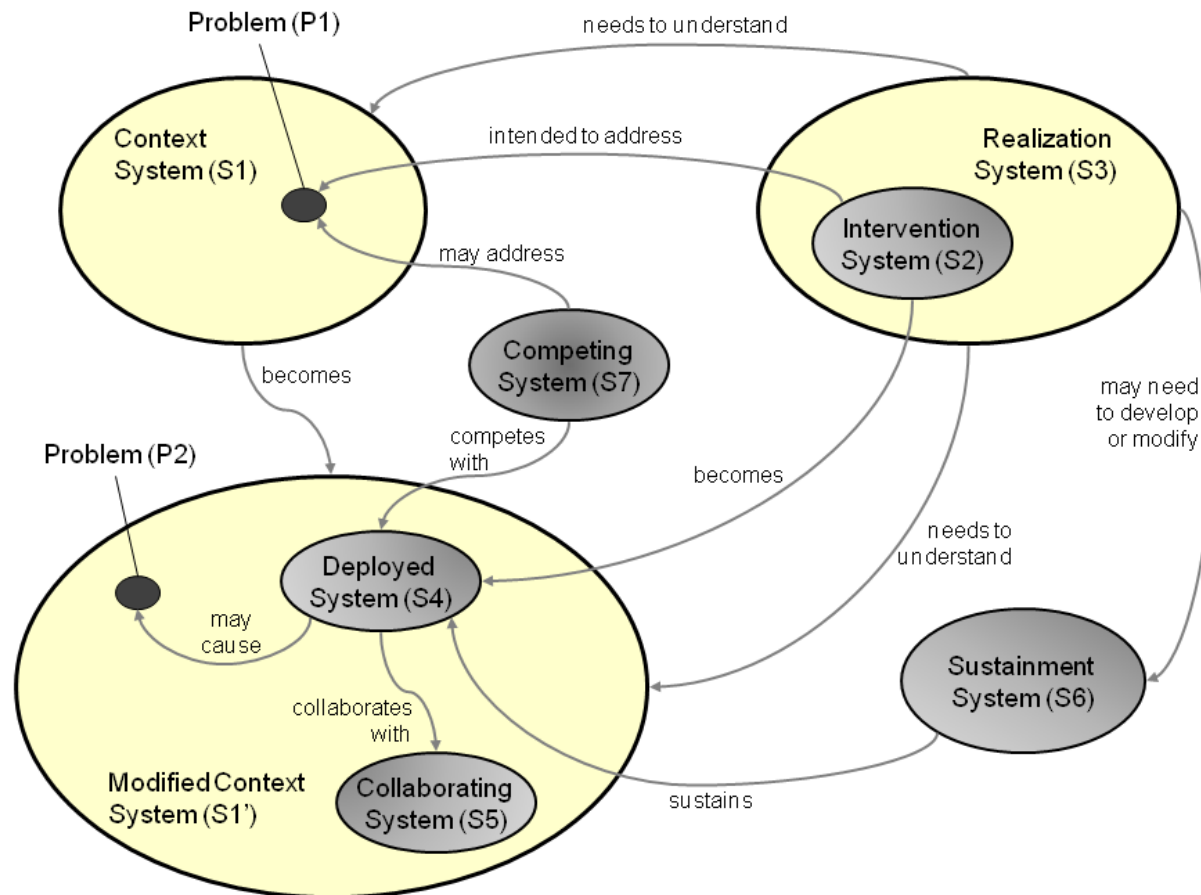 Problem (P1)
needs to understand
Context
System (S1)
intended to address
Realization
System (S3)
Intervention
System (S2)
may address
Competing
System (S7)
becomes
may need
to develop
or modify
competes
with
Problem (P2)
becomes
needs to
understand
Deployed
System (S4)
may
cause
Sustainment
System (S6)
collaborates
with
Modified Context
System (S1’)
Collaborating
System (S5)
sustains